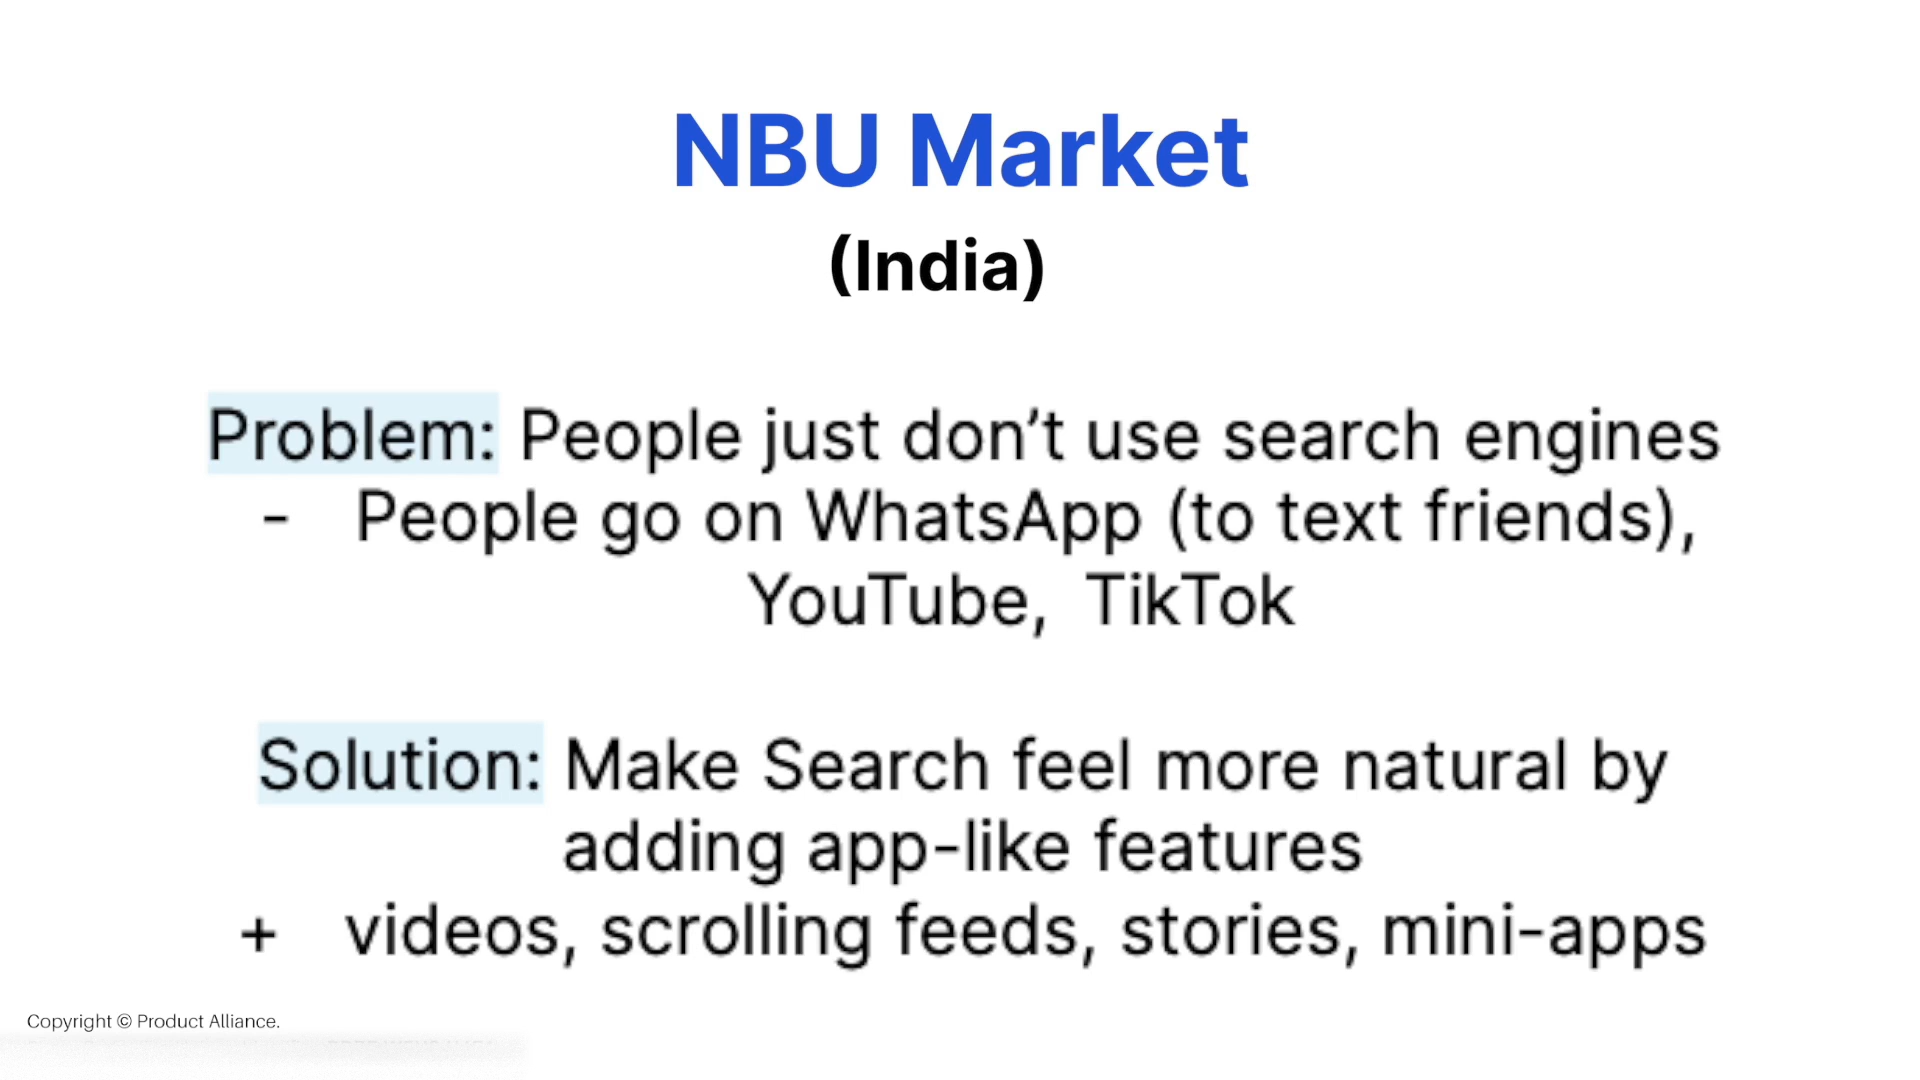 NBU Market
(India)
Problem: People just don’t use search engines
- People go on WhatsApp (to text friends),
YouTube, TikTok
Solution: Make Search feel more natural by
adding app-like features
+ videos, scrolling feeds, stories, mini-apps
Copyright © Product Alliance.